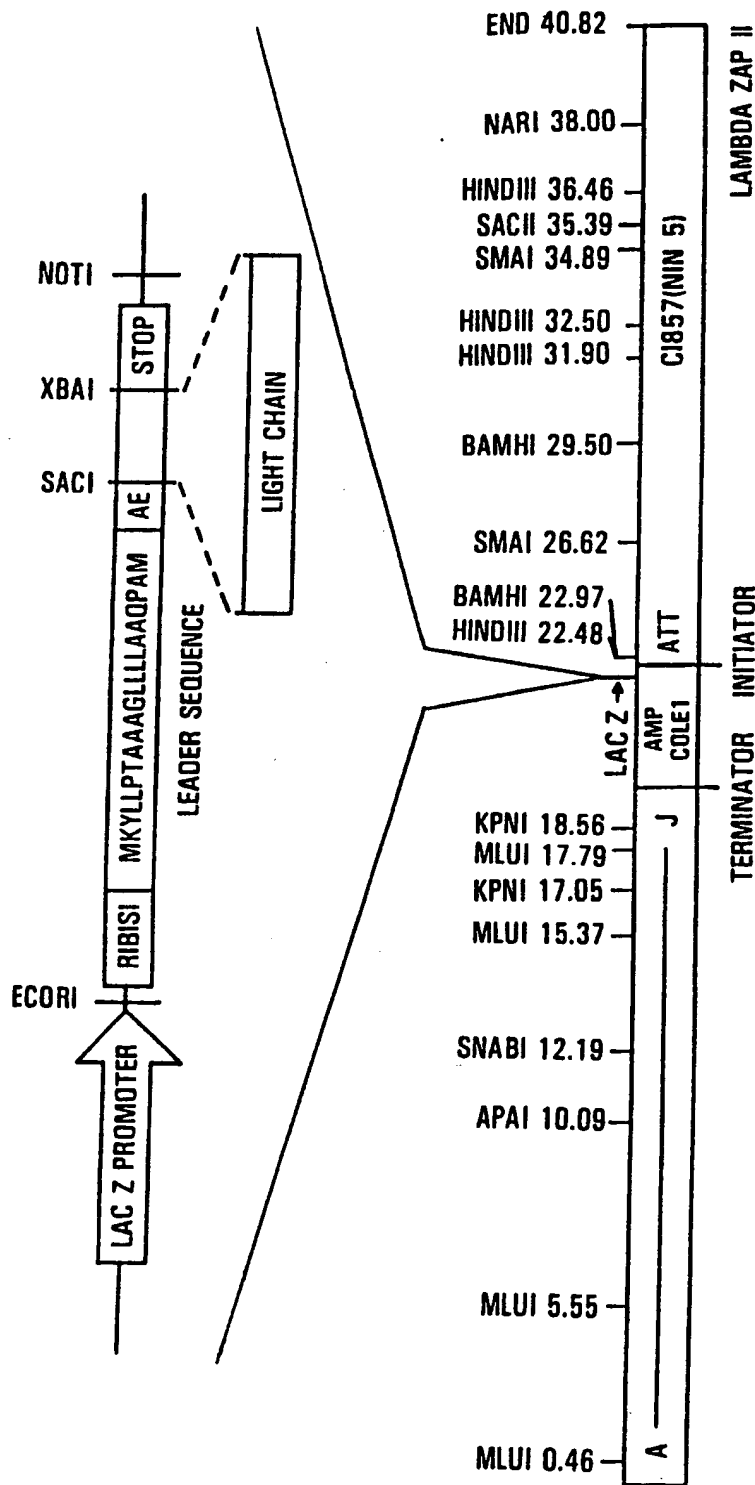 NOTI
STOP
XBAI
SACI
AE
MKYLLPTAAAGLLLLAAQPAM
LEADER SEQUENCE
RIBISI
ECORI
LAC Z PROMOTER
LIGHT CHAIN
END 40.82
NARI 38.00
HINDIII 36.46
SACII 35.39
SMAI 34.89
HINDIII 32.50
HINDIII 31.90
BAMHI 29.50
SMAI 26.62
BAMHI 22.97
HINDIII 22.48
LAC Z
KPNI 18.56
MLUI 17.79
KPNI 17.05
MLUI 15.37
SNABI 12.19
APAI 10.09
MLUI 5.55
MLUI 0.46
CI857(NIN 5)
ATT
AMP
COLE1
J
A
LAMBDA ZAP II
INITIATOR
TERMINATOR